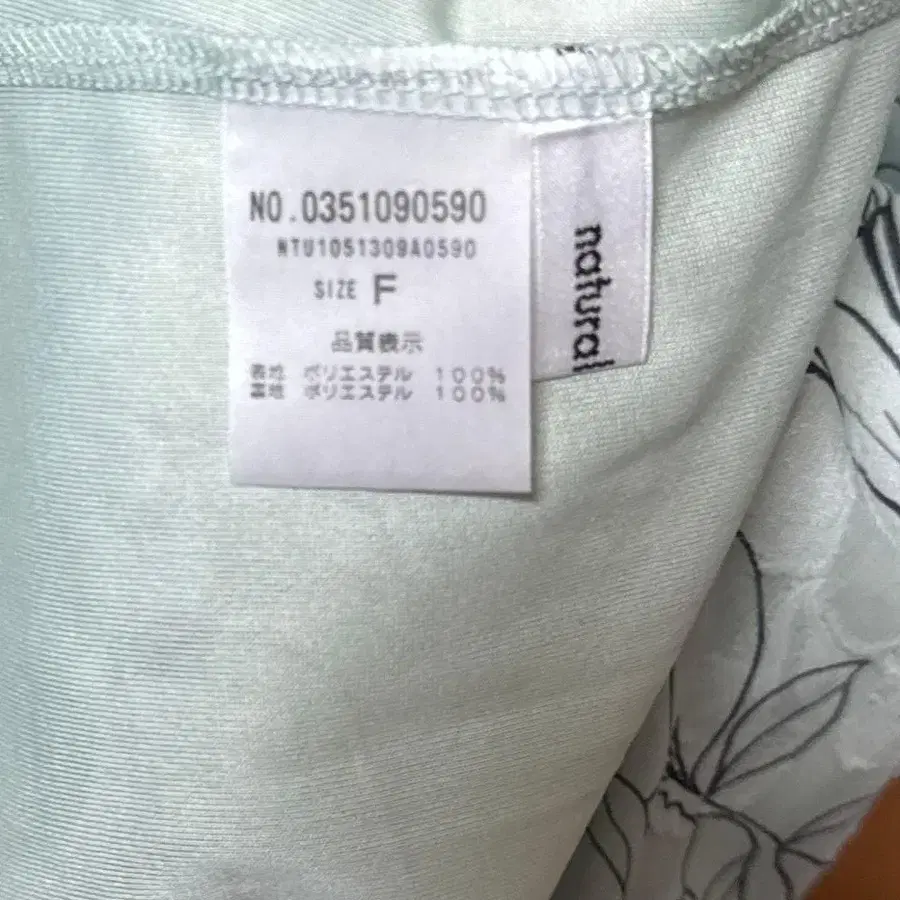 NO.0351090590
NTU1051309A0590
SIZE F
品質表示
表地 ポリエステル 100%
裏地 ポリエステル 100%
natural